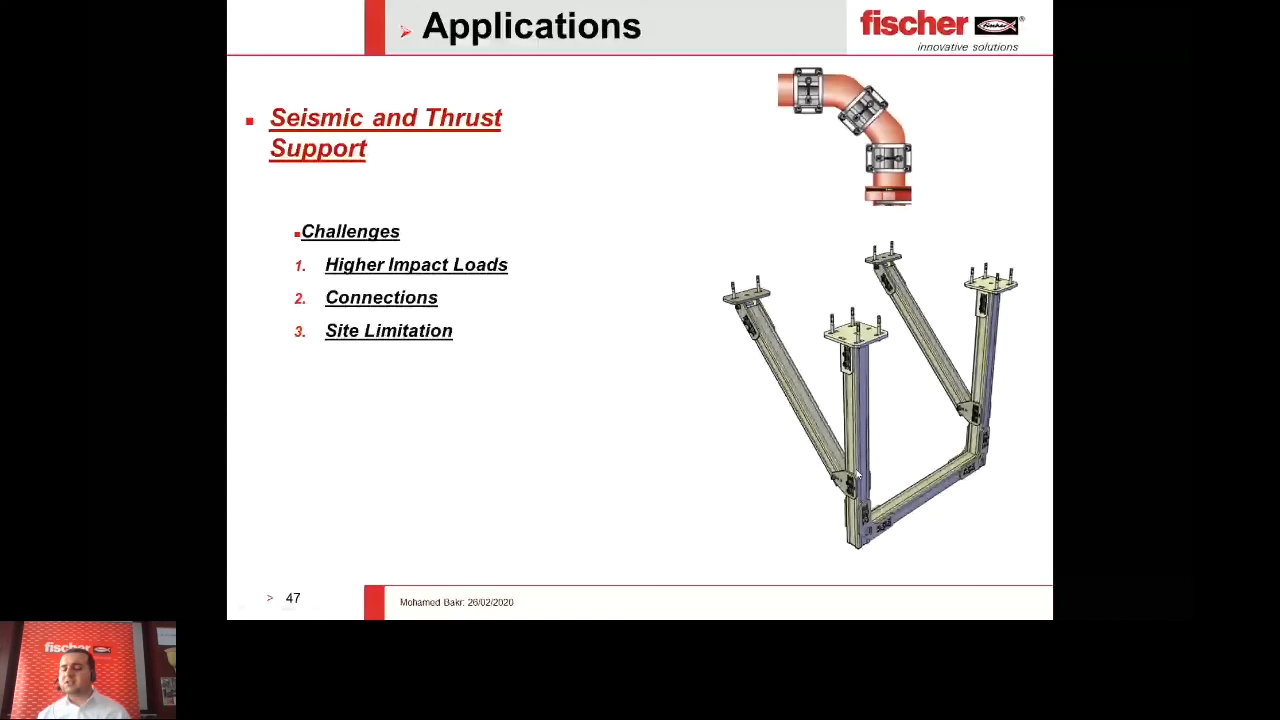 Applications
fischer
innovative solutions
Seismic and Thrust
Support
Challenges
1. Higher Impact Loads
2. Connections
3. Site Limitation
> 47
Mohamed Bakr: 26/02/2020
fischer